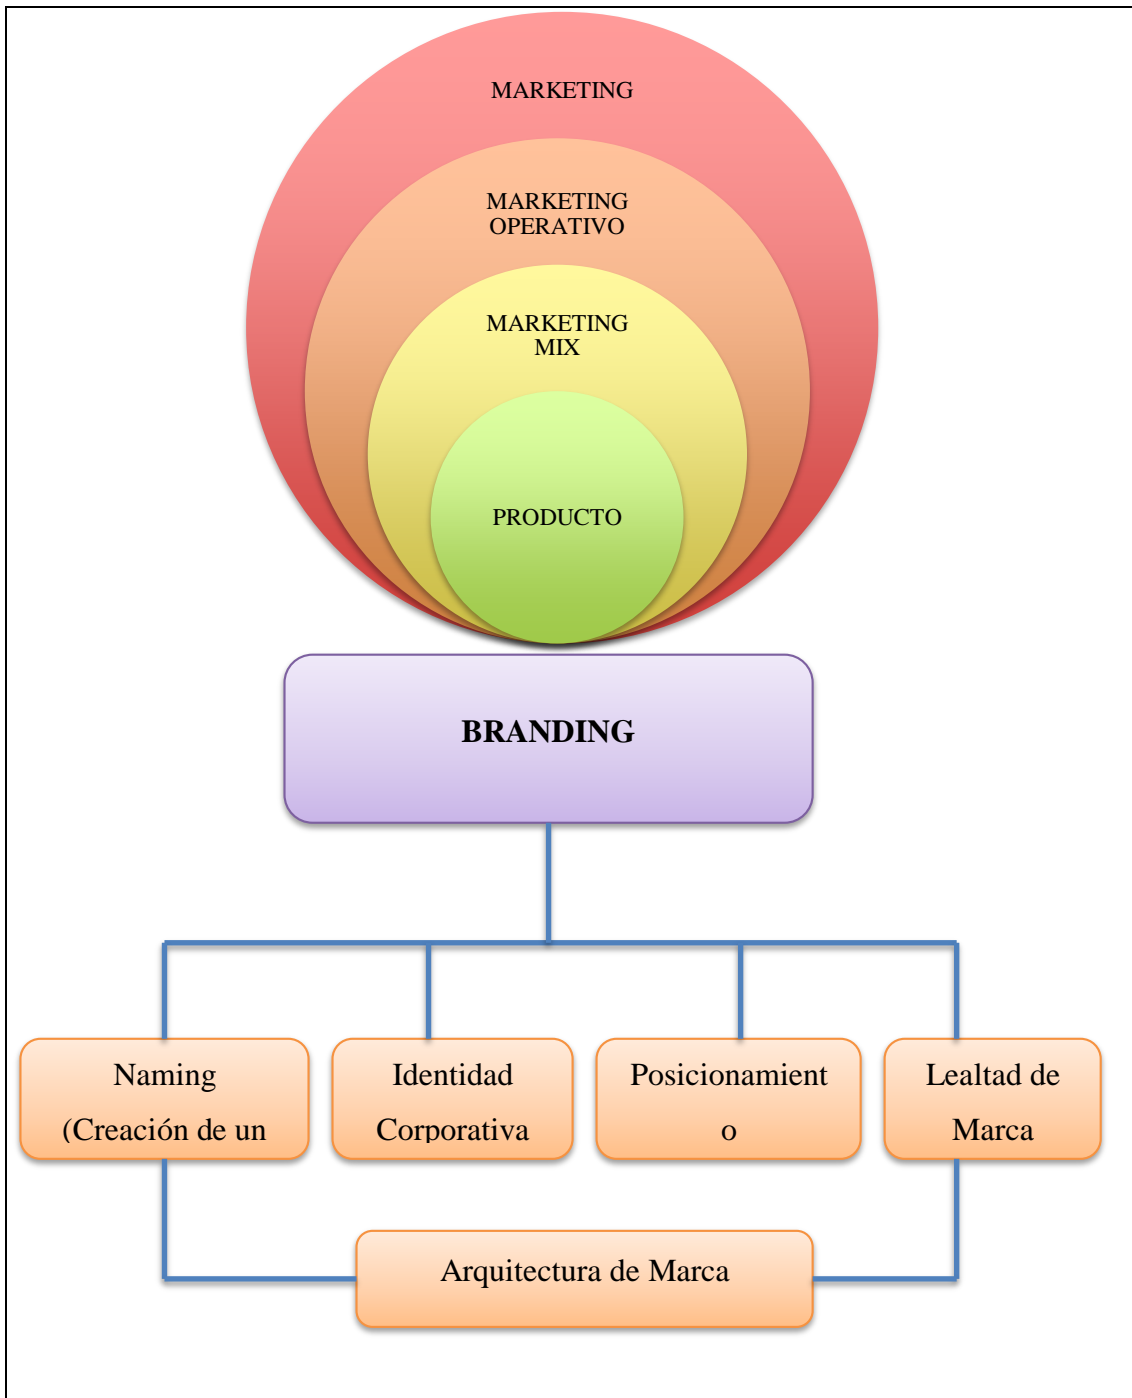 MARKETING
MARKETING
OPERATIVO
MARKETING
MIX
PRODUCTO
BRANDING
Naming
(Creación de un
Identidad
Corporativa
Posicionamient
o
Lealtad de
Marca
Arquitectura de Marca